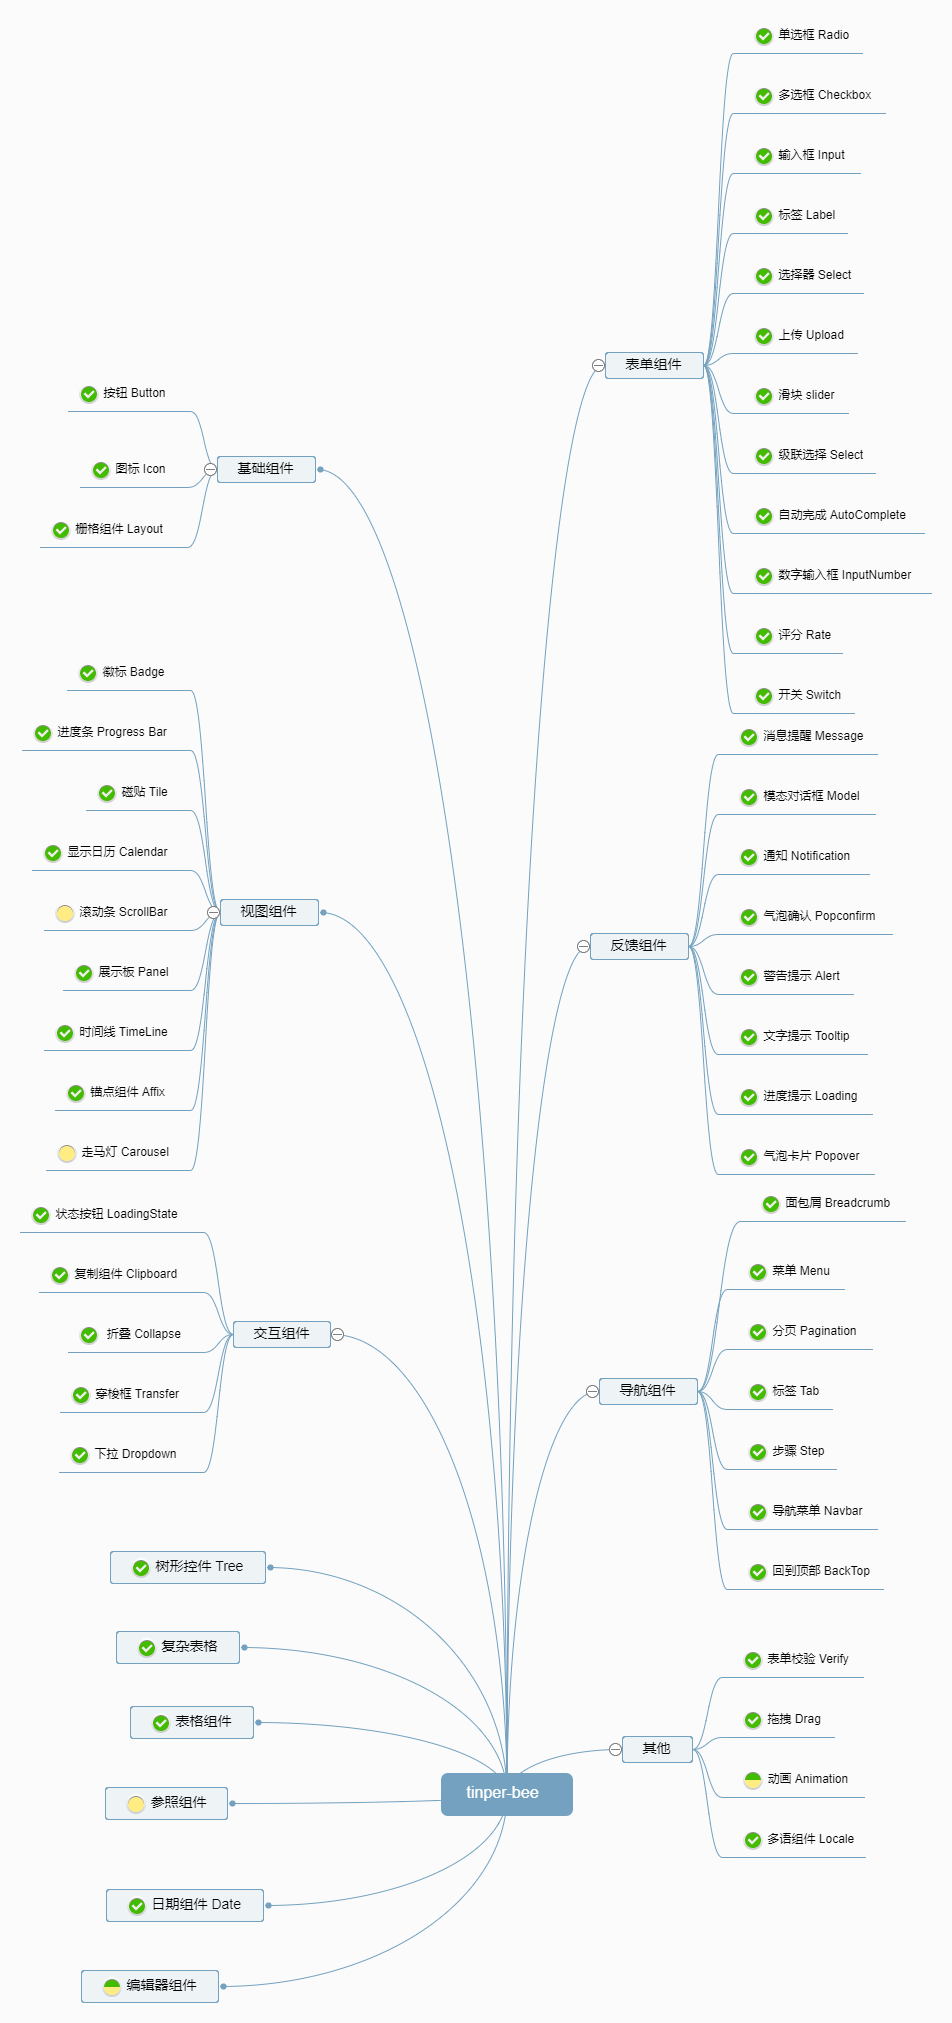 tinper-bee
基础组件
按钮 Button
图标 Icon
栅格组件 Layout
视图组件
徽标 Badge
进度条 Progress Bar
磁贴 Tile
显示日历 Calendar
滚动条 ScrollBar
展示板 Panel
时间线 TimeLine
锚点组件 Affix
走马灯 Carousel
交互组件
状态按钮 LoadingState
复制组件 Clipboard
折叠 Collapse
穿梭框 Transfer
下拉 Dropdown
树形控件 Tree
复杂表格
表格组件
参照组件
日期组件 Date
编辑器组件
表单组件
单选框 Radio
多选框 Checkbox
输入框 Input
标签 Label
选择器 Select
上传 Upload
滑块 slider
级联选择 Select
自动完成 AutoComplete
数字输入框 InputNumber
评分 Rate
开关 Switch
反馈组件
消息提醒 Message
模态对话框 Model
通知 Notification
气泡确认 Popconfirm
警告提示 Alert
文字提示 Tooltip
进度提示 Loading
气泡卡片 Popover
导航组件
面包屑 Breadcrumb
菜单 Menu
分页 Pagination
标签 Tab
步骤 Step
导航菜单 Navbar
回到顶部 BackTop
其他
表单校验 Verify
拖拽 Drag
动画 Animation
多语组件 Locale